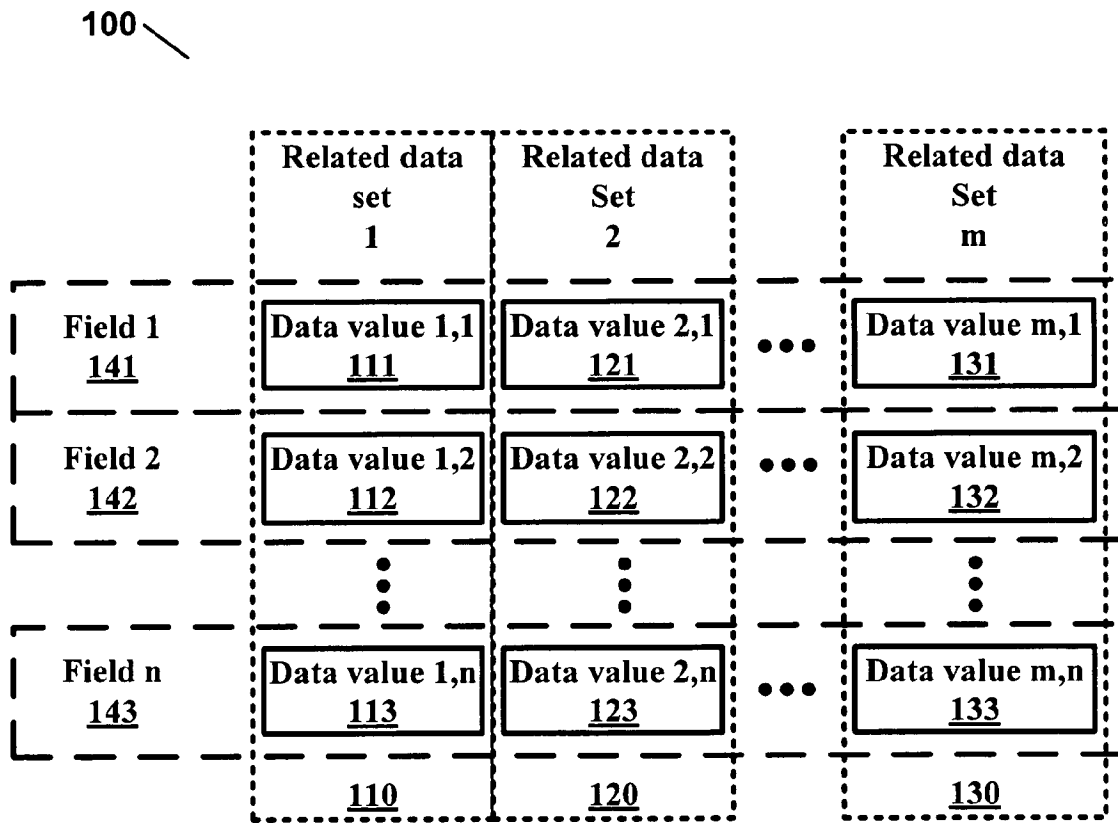 100
Related data
set
1
Related data
Set
2
Related data
Set
m
Field 1
141
Data value 1,1
111
Data value 2,1
121
Data value m,1
131
Field 2
142
Data value 1,2
112
Data value 2,2
122
Data value m,2
132
Field n
143
Data value 1,n
113
Data value 2,n
123
Data value m,n
133
110
120
130